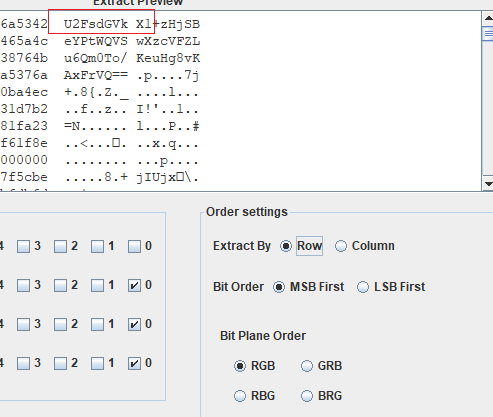 Extract Preview
6a5342 U2FsdGVk Xl+zHjSB
465a4c eYPtWQVS wXzcVFZL
38764b u6Qm0To/ KeuHg8vK
a5376a AxFrVQ== .p....7j
0ba4ec +.8{.Z._ ....l...
31d7b2 ..f..z.. I!'..l..
81fa23 =N...... l...P..#
f61f8e ..<... ..x.q...
000000 ........ ...p....
7f5cbe .....8.+ jIUjx \.
Order settings
4 3 2 1 0
Extract By Row Column
4 3 2 1 0
Bit Order MSB First LSB First
4 3 2 1 0
Bit Plane Order
4 3 2 1 0
RGB GRB
RBG BRG